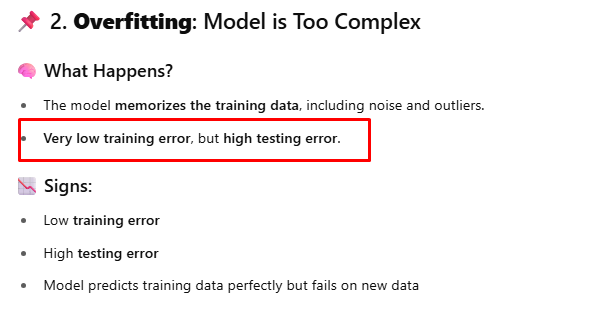 📌 2. Overfitting: Model is Too Complex
🧠 What Happens?
• The model memorizes the training data, including noise and outliers.
• Very low training error, but high testing error.
📉 Signs:
• Low training error
• High testing error
• Model predicts training data perfectly but fails on new data